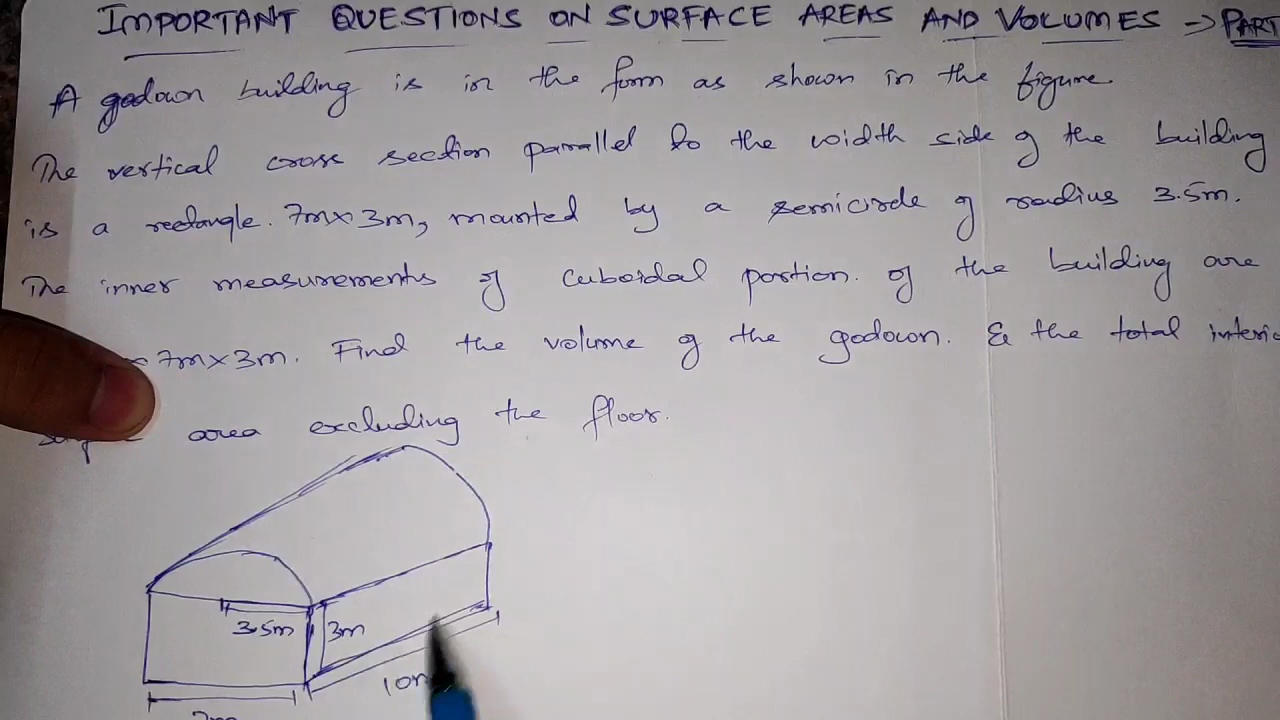 IMPORTANT QUESTIONS ON SURFACE AREAS AND VOLUMES → PART
A godown building is in the form as shown in the figure.
The vertical cross section parallel to the width side of the building
is a rectangle. 7m×3m, mounted by a semicircle of radius 3.5m.
The inner measurements of cuboidal portion. of the building are
7m×3m. Find the volume of the godown. & the total interio
area excluding the floor.
3.5m 3m
10m
7m